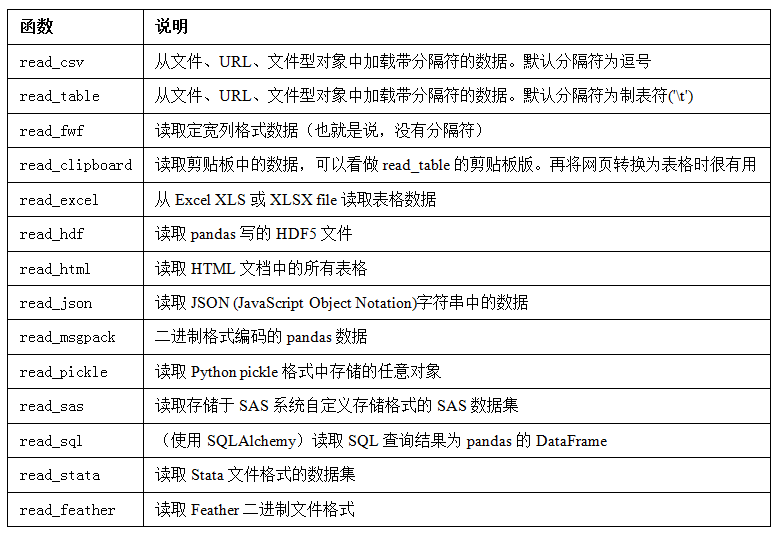 函数 说明
read_csv 从文件、URL、文件型对象中加载带分隔符的数据。默认分隔符为逗号
read_table 从文件、URL、文件型对象中加载带分隔符的数据。默认分隔符为制表符('\t')
read_fwf 读取定宽列格式数据（也就是说，没有分隔符）
read_clipboard 读取剪贴板中的数据，可以看做 read_table 的剪贴板版。再将网页转换为表格时很有用
read_excel 从 Excel XLS 或 XLSX file 读取表格数据
read_hdf 读取 pandas 写的 HDF5 文件
read_html 读取 HTML 文档中的所有表格
read_json 读取 JSON (JavaScript Object Notation)字符串中的数据
read_msgpack 二进制格式编码的 pandas 数据
read_pickle 读取 Python pickle 格式中存储的任意对象
read_sas 读取存储于 SAS 系统自定义存储格式的 SAS 数据集
read_sql （使用 SQLAlchemy）读取 SQL 查询结果为 pandas 的 DataFrame
read_stata 读取 Stata 文件格式的数据集
read_feather 读取 Feather 二进制文件格式